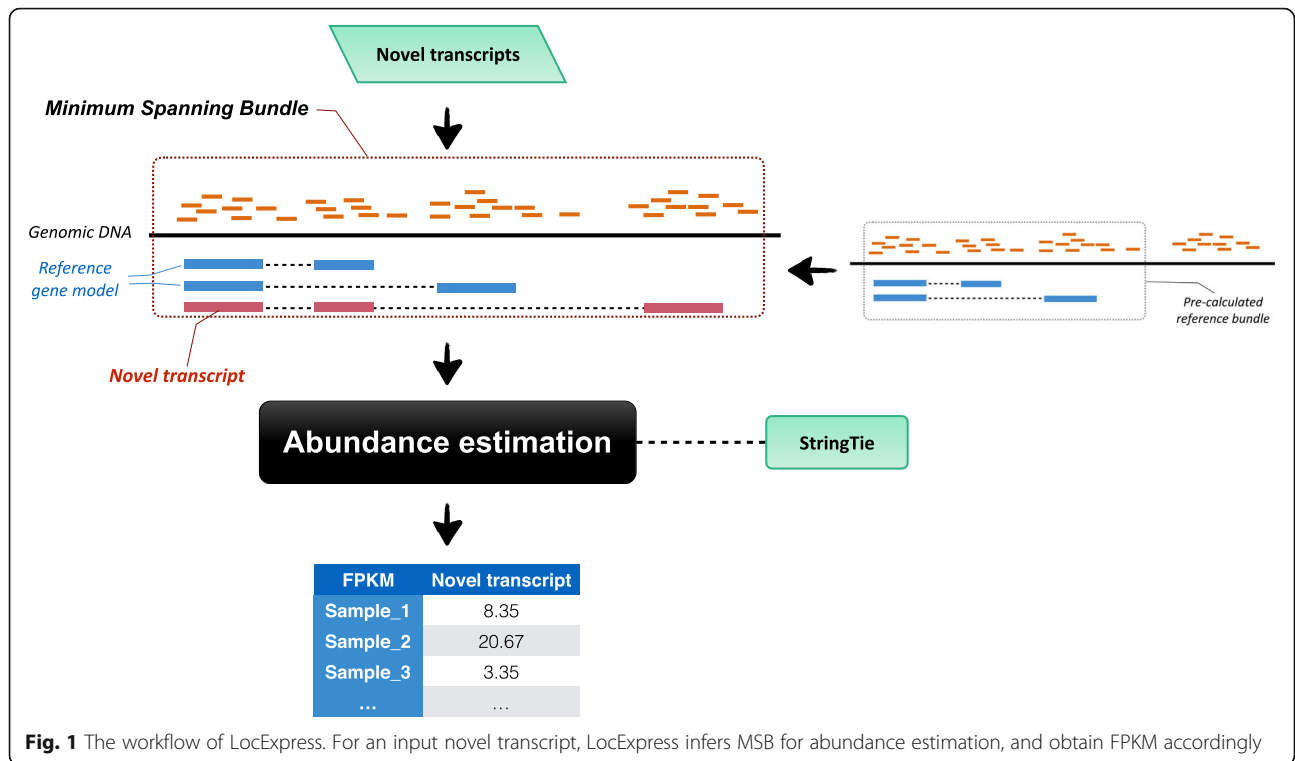 Novel transcripts
Minimum Spanning Bundle
Genomic DNA
Reference
gene model
Novel transcript
Pre-calculated
reference bundle
Abundance estimation
StringTie
FPKM Novel transcript
Sample_1 8.35
Sample_2 20.67
Sample_3 3.35
... ...
Fig. 1 The workflow of LocExpress. For an input novel transcript, LocExpress infers MSB for abundance estimation, and obtain FPKM accordingly